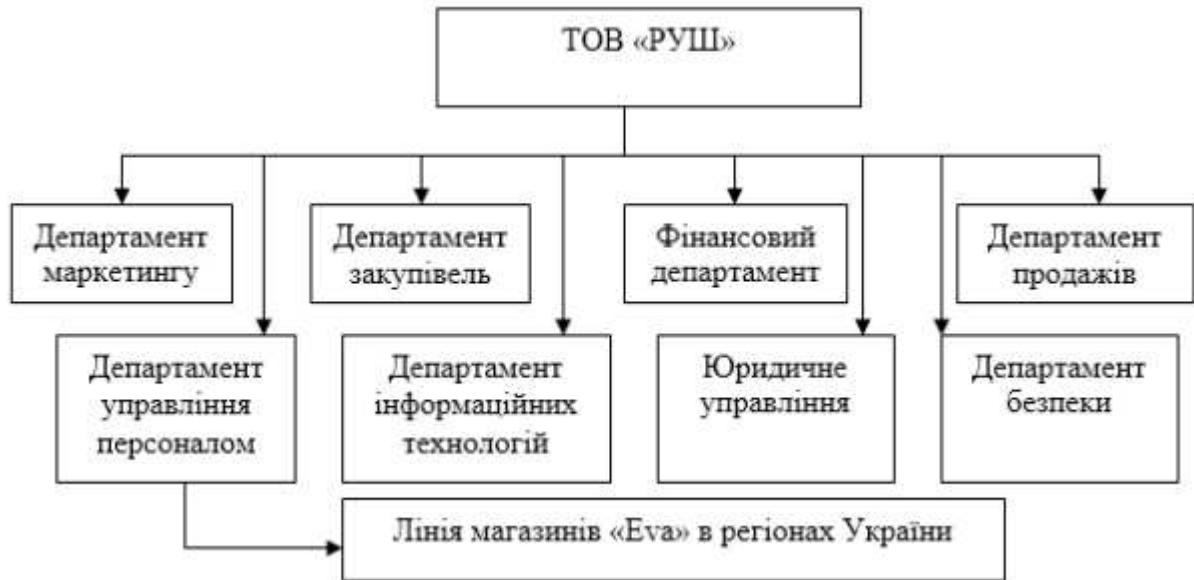 ТОВ «РУШ»
Департамент
маркетингу
Департамент
закупівель
Фінансовий
департамент
Департамент
продажів
Департамент
управління
персоналом
Департамент
інформаційних
технологій
Юридичне
управління
Департамент
безпеки
Лінія магазинів «Eva» в регіонах України